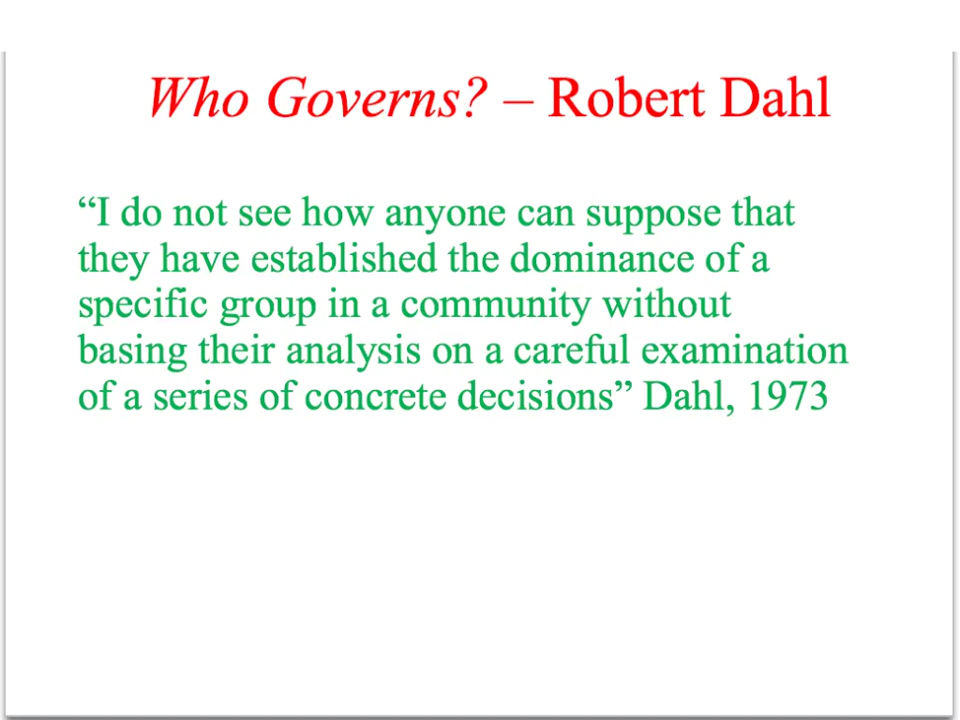 Who Governs? – Robert Dahl
“I do not see how anyone can suppose that
they have established the dominance of a
specific group in a community without
basing their analysis on a careful examination
of a series of concrete decisions” Dahl, 1973